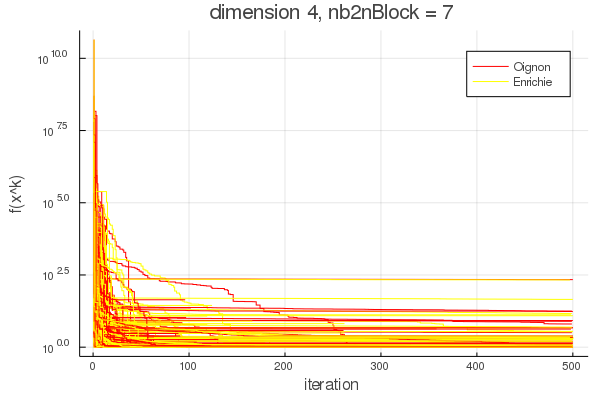 dimension 4, nb2nBlock = 7
10^10.0
10^7.5
10^5.0
10^2.5
10^0.0
f(x^k)
Oignon
Enrichie
0 100 200 300 400 500
iteration